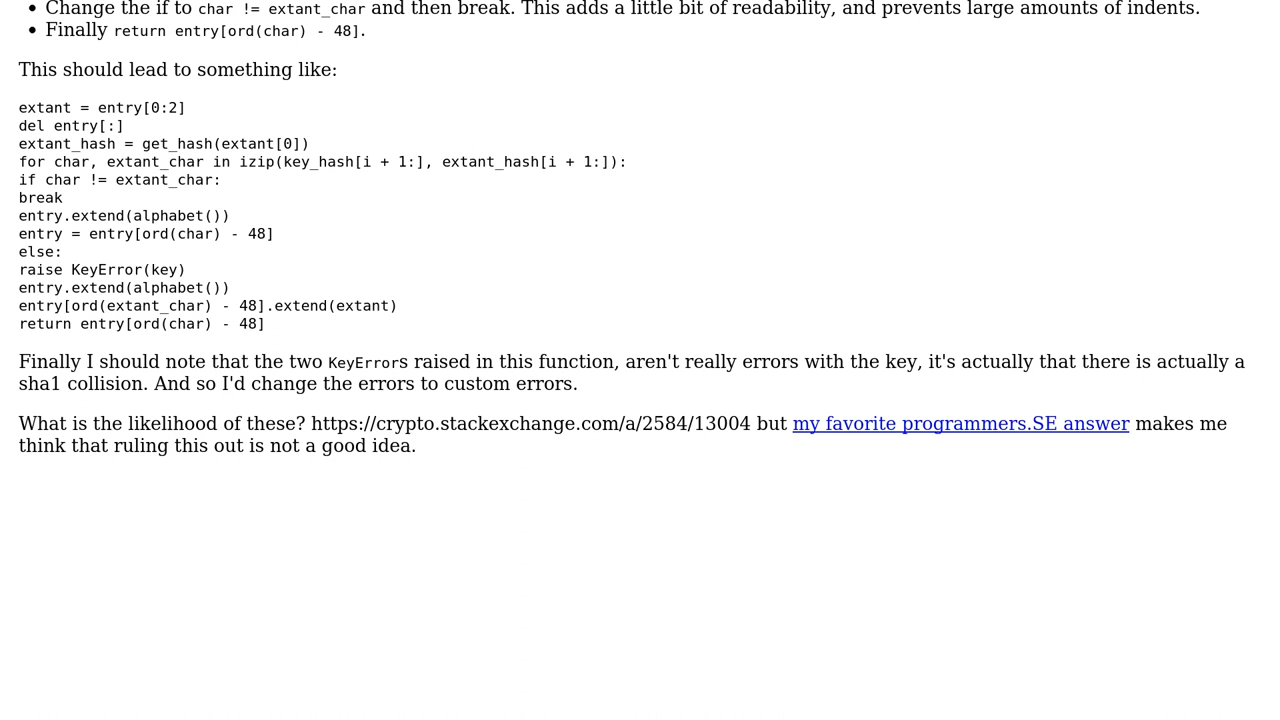 Change the if to char != extant_char and then break. This adds a little bit of readability, and prevents large amounts of indents.
Finally return entry[ord(char) - 48].
This should lead to something like:
extant = entry[0:2]
del entry[:]
extant_hash = get_hash(extant[0])
for char, extant_char in izip(key_hash[i + 1:], extant_hash[i + 1:]):
if char != extant_char:
break
entry.extend(alphabet())
entry = entry[ord(char) - 48]
else:
raise KeyError(key)
entry.extend(alphabet())
entry[ord(extant_char) - 48].extend(extant)
return entry[ord(char) - 48]
Finally I should note that the two KeyErrors raised in this function, aren't really errors with the key, it's actually that there is actually a
sha1 collision. And so I'd change the errors to custom errors.
What is the likelihood of these? https://crypto.stackexchange.com/a/2584/13004 but my favorite programmers.SE answer makes me
think that ruling this out is not a good idea.